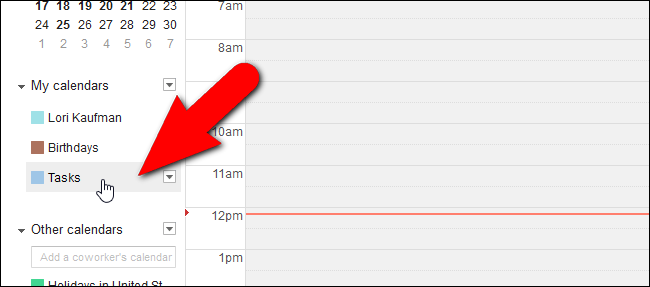 17 18 19 20 21 22 23
24 25 26 27 28 29 30
1 2 3 4 5 6 7
My calendars
Lori Kaufman
Birthdays
Tasks
Other calendars
Add a coworker's calendar
Holidays in United St
7am
8am
10am
11am
12pm
1pm